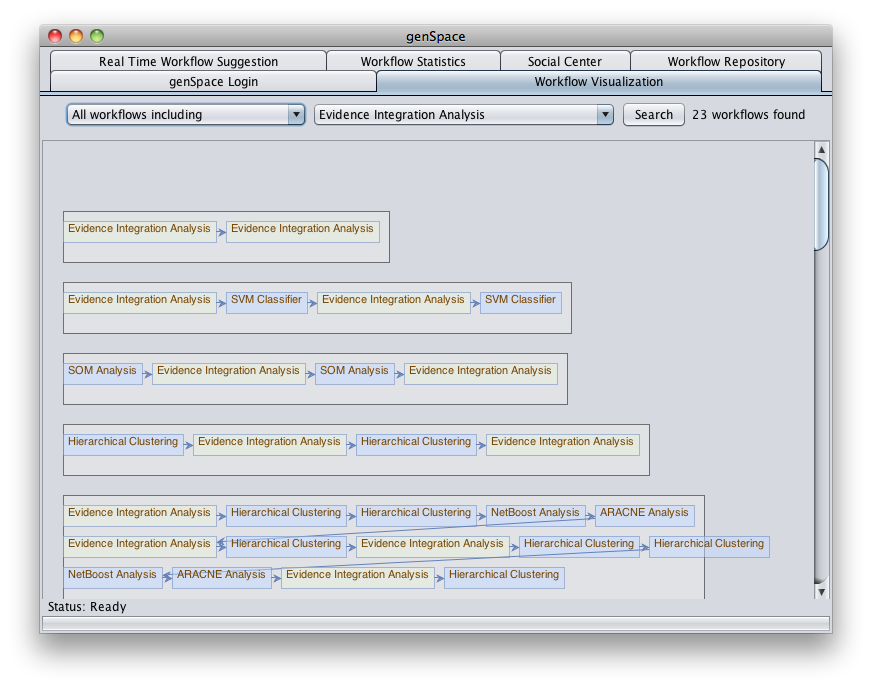 genSpace
Real Time Workflow Suggestion Workflow Statistics Social Center Workflow Repository
genSpace Login Workflow Visualization
All workflows including Evidence Integration Analysis Search 23 workflows found
Evidence Integration Analysis Evidence Integration Analysis
Evidence Integration Analysis SVM Classifier Evidence Integration Analysis SVM Classifier
SOM Analysis Evidence Integration Analysis SOM Analysis Evidence Integration Analysis
Hierarchical Clustering Evidence Integration Analysis Hierarchical Clustering Evidence Integration Analysis
Evidence Integration Analysis Hierarchical Clustering Hierarchical Clustering NetBoost Analysis ARACNE Analysis
Evidence Integration Analysis Hierarchical Clustering Evidence Integration Analysis Hierarchical Clustering Hierarchical Clustering
NetBoost Analysis ARACNE Analysis Evidence Integration Analysis Hierarchical Clustering
Status: Ready